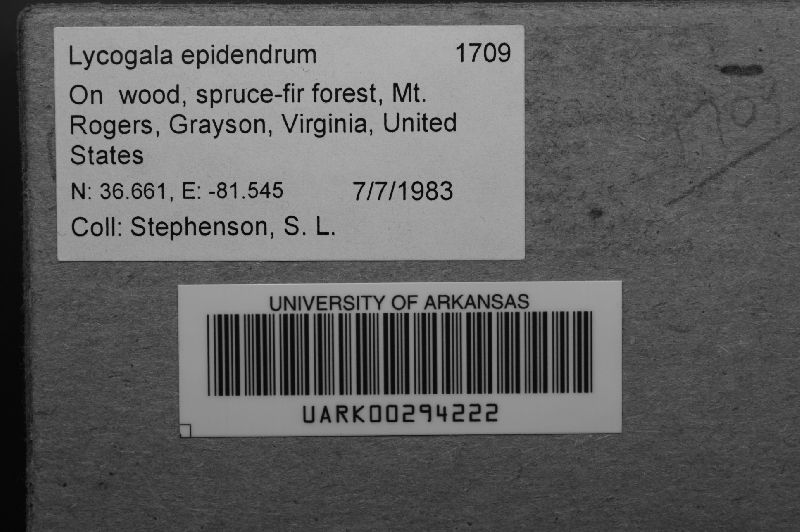 Lycogala epidendrum 1709
On wood, spruce-fir forest, Mt.
Rogers, Grayson, Virginia, United
States
N: 36.661, E: -81.545 7/7/1983
Coll: Stephenson, S. L.
1709
UNIVERSITY OF ARKANSAS
UARK00294222